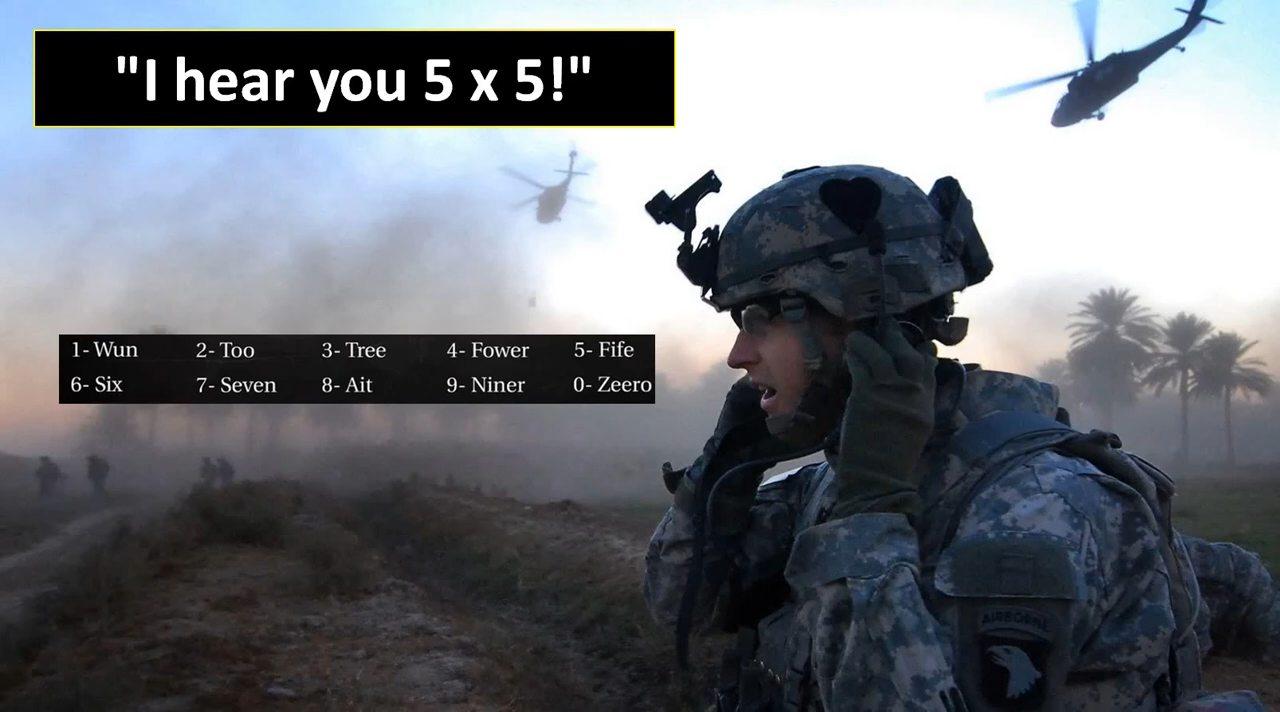 "I hear you 5 x 5!"
1- Wun 2- Too 3- Tree 4- Fower 5- Fife
6- Six 7- Seven 8- Ait 9- Niner 0- Zeero
AIRBORNE